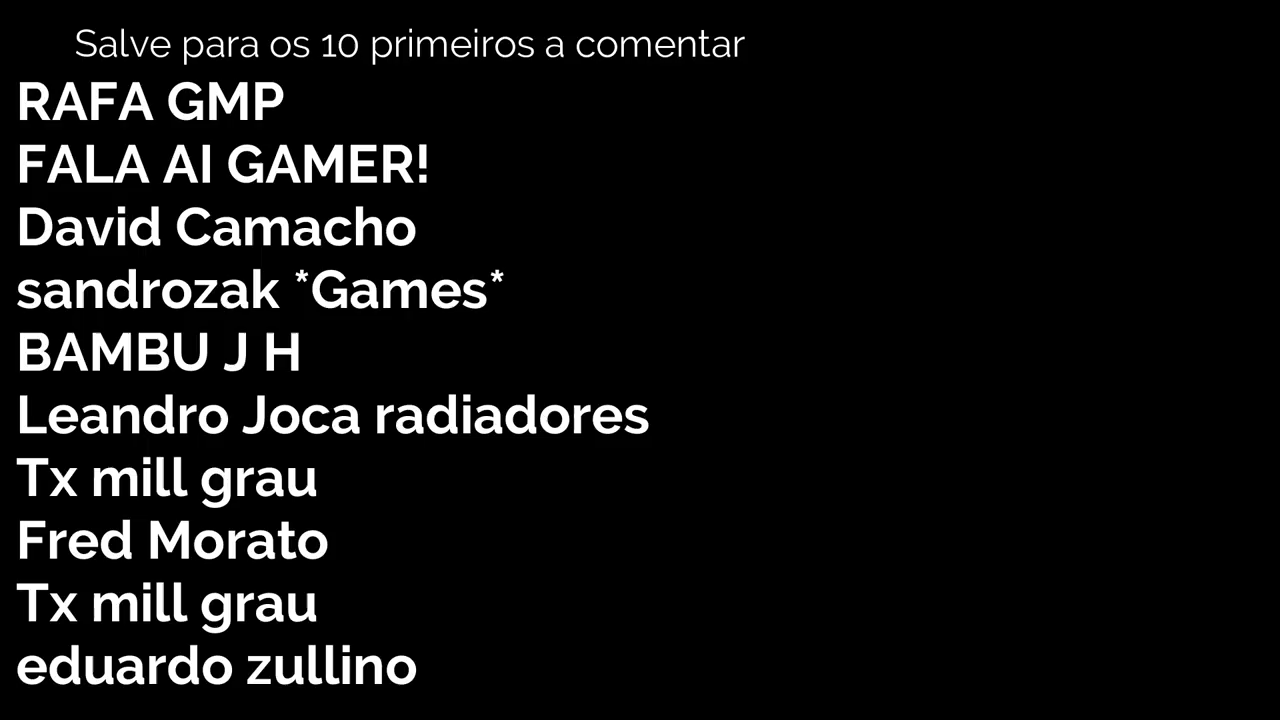 Salve para os 10 primeiros a comentar
RAFA GMP
FALA AI GAMER!
David Camacho
sandrozak *Games*
BAMBU J H
Leandro Joca radiadores
Tx mill grau
Fred Morato
Tx mill grau
eduardo zullino